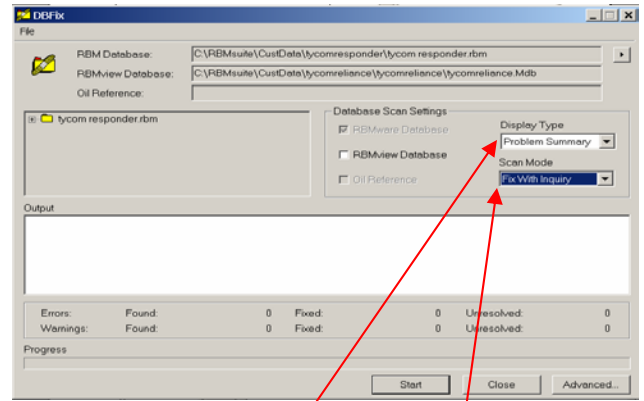 DBFix
File
RBM Database: C:\RBMsuite\CustData\tycomresponder\tycom responder.rbm
RBMview Database: C:\RBMsuite\CustData\tycomreliance\tycomreliance\tycomreliance.Mdb
Oil Reference:
tycom responder.rbm
Database Scan Settings
RBMware Database
RBMview Database
Oil Reference
Display Type
Problem Summary
Scan Mode
Fix With Inquiry
Output
Errors: Found: 0 Fixed: 0 Unresolved: 0
Warnings: Found: 0 Fixed: 0 Unresolved: 0
Progress
Start Close Advanced...